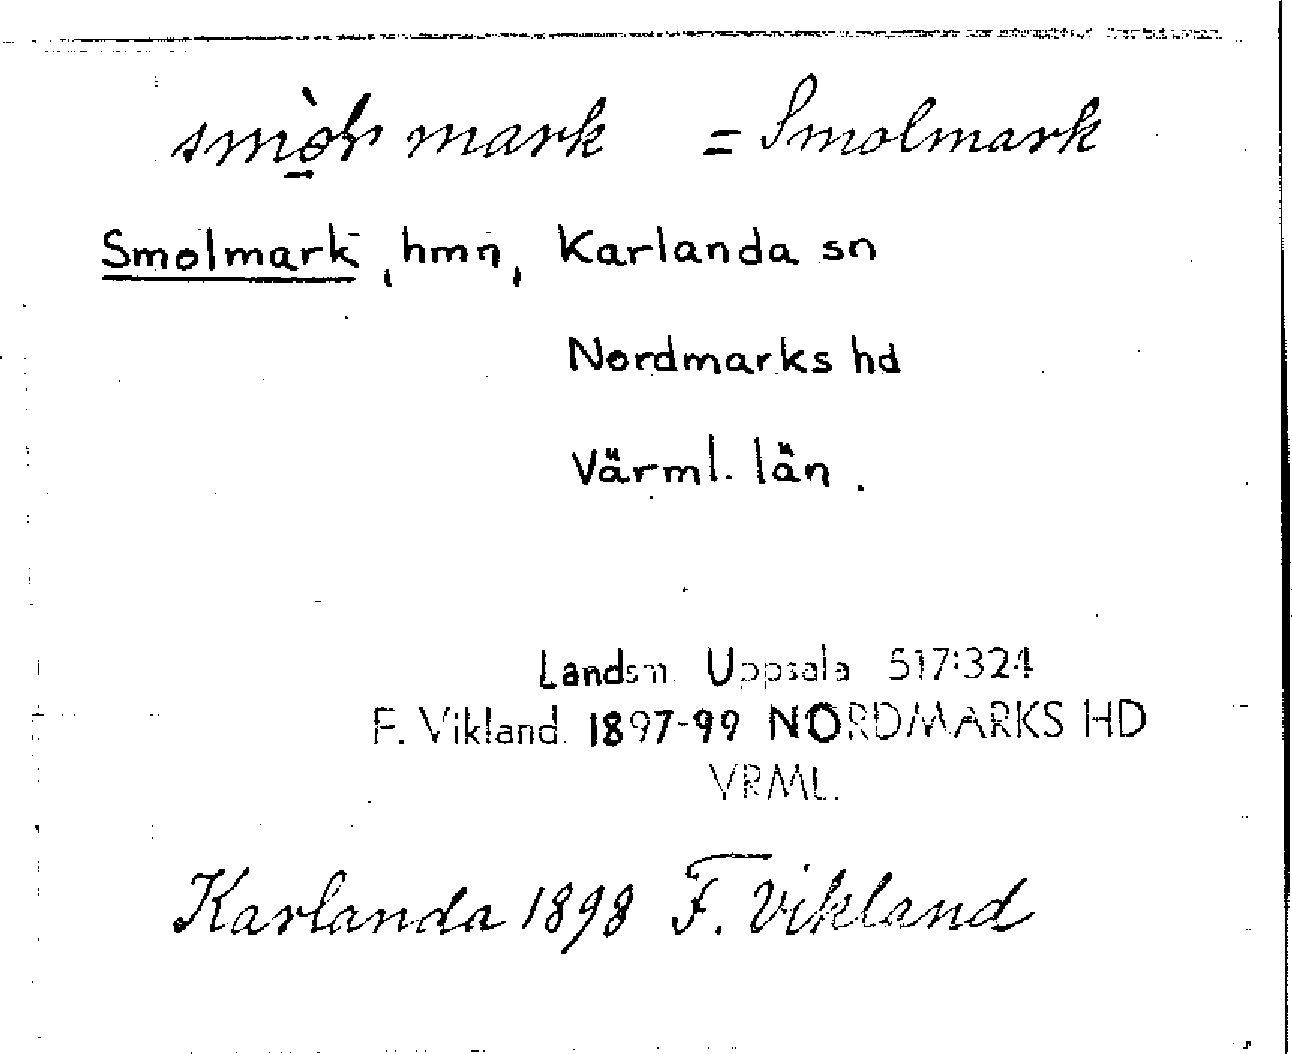 mark = Smolmark
Smolmark, hmn, Karlanda sn
Nordmarks hd
Värml. län.
Landsm. Uppsala 517:324
F. Vikland. 1897-99 NORDMARKS HD
VRML.
Karlanda 1898 F. Vikland